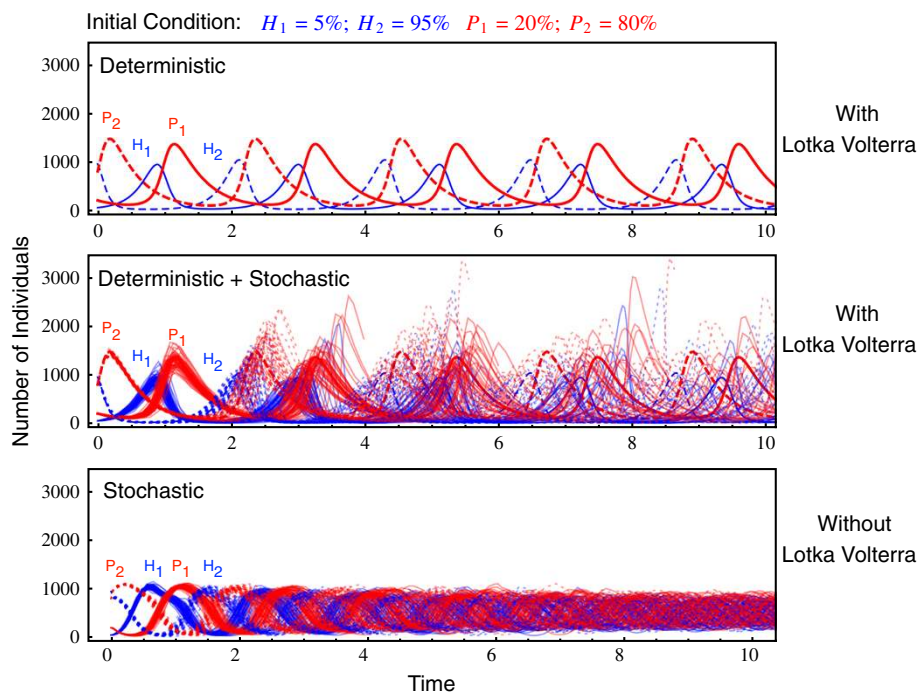 Initial Condition: H₁ = 5%; H₂ = 95% P₁ = 20%; P₂ = 80%
3000
2000
1000
0
Deterministic
P₂
H₁
P₁
H₂
0 2 4 6 8 10
With
Lotka Volterra
Number of Individuals
3000
2000
1000
0
Deterministic + Stochastic
P₂
H₁
P₁
H₂
0 2 4 6 8 10
With
Lotka Volterra
3000
2000
1000
0
Stochastic
P₂ H₁ P₁ H₂
0 2 4 6 8 10
Without
Lotka Volterra
Time